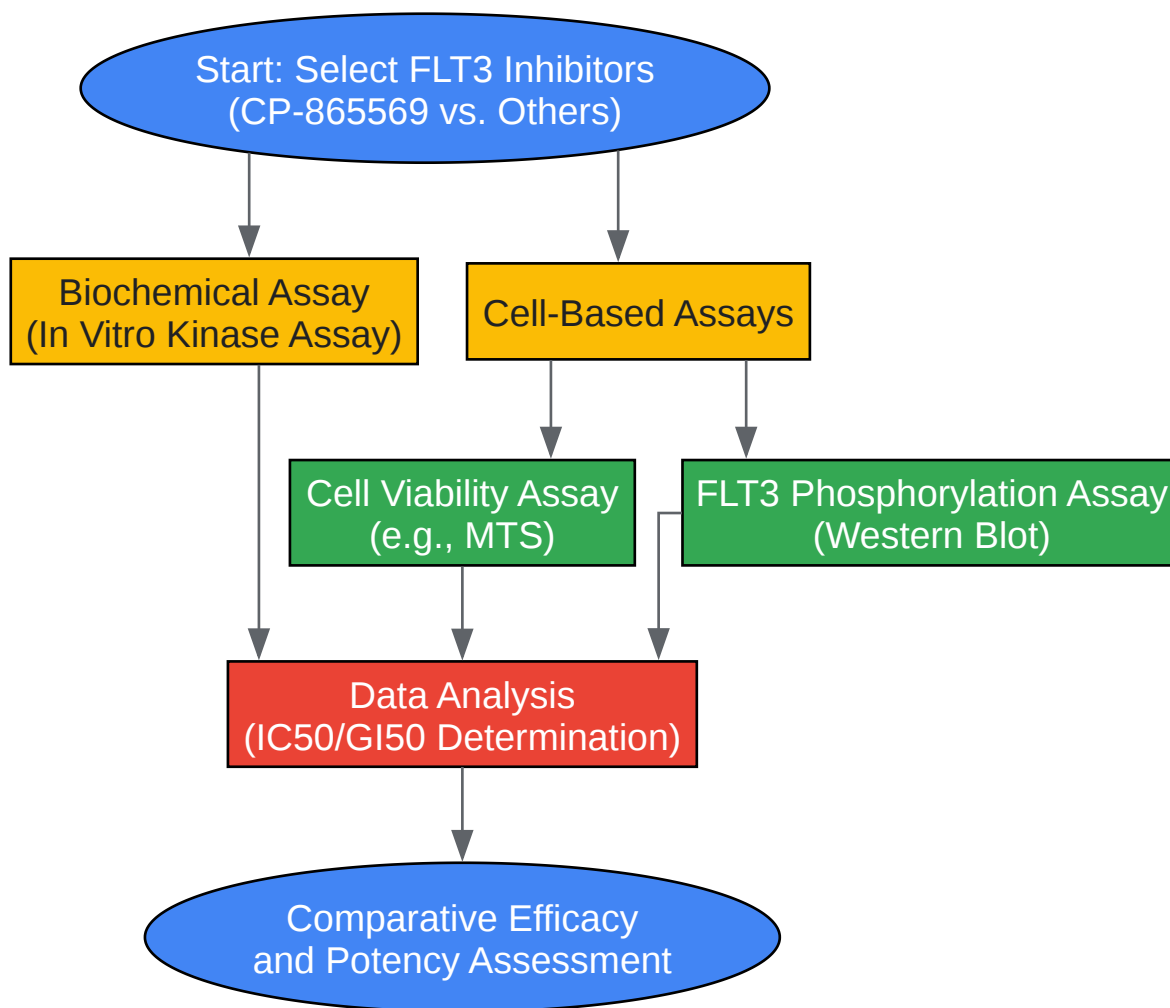 Start: Select FLT3 Inhibitors
(CP-865569 vs. Others)
Biochemical Assay
(In Vitro Kinase Assay)
Cell-Based Assays
Cell Viability Assay
(e.g., MTS)
FLT3 Phosphorylation Assay
(Western Blot)
Data Analysis
(IC50/GI50 Determination)
Comparative Efficacy
and Potency Assessment